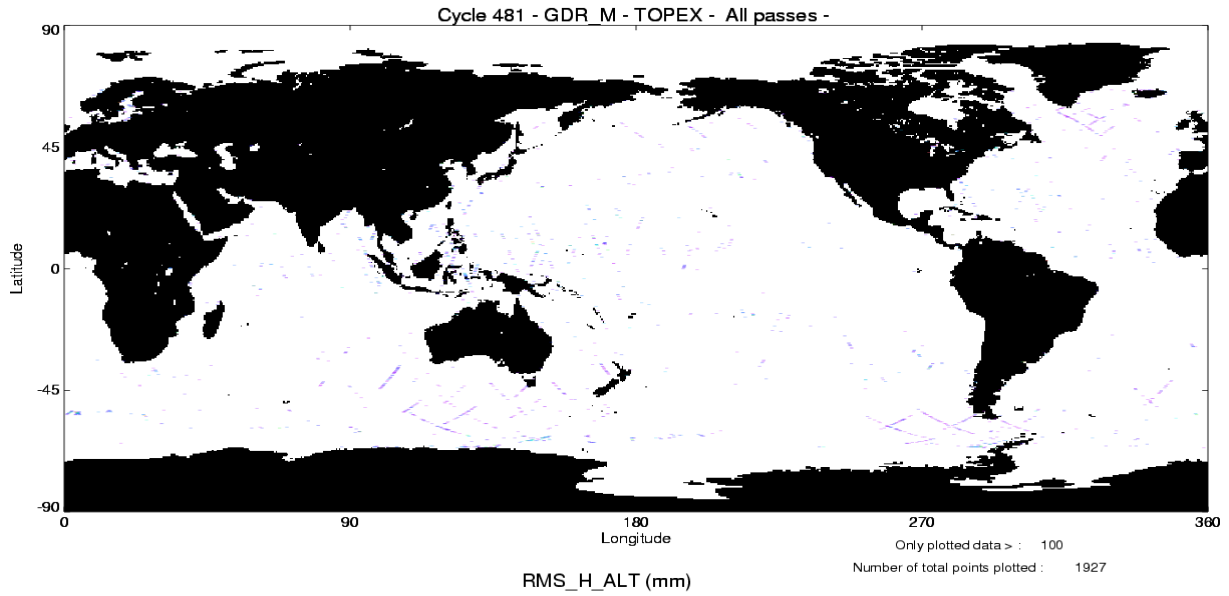 Cycle 481 - GDR_M - TOPEX - All passes -
90
45
0
-45
-90
Latitude
0 90 180 270 360
Longitude
Only plotted data > : 100
Number of total points plotted : 1927
RMS_H_ALT (mm)